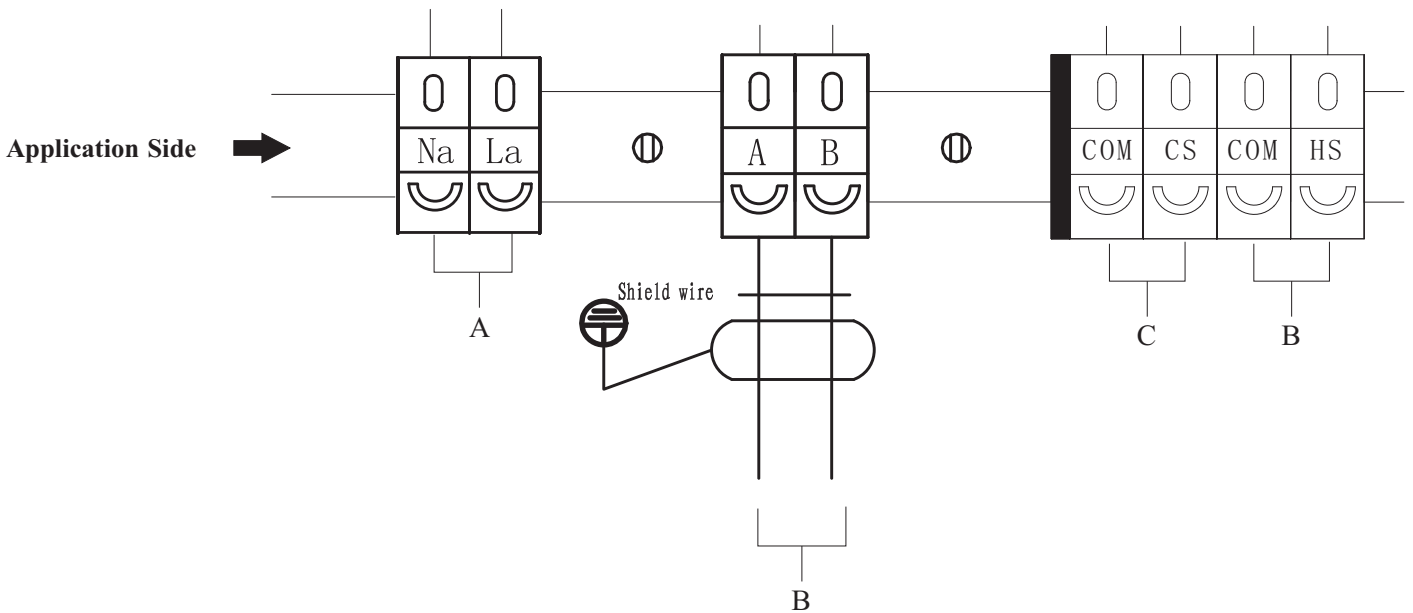 Application Side
Na La
A B
COM CS COM HS
Shield wire
A
C B
B